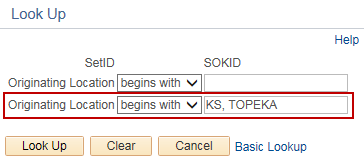 Look Up
Help
SetID SOKID
Originating Location begins with
Originating Location begins with KS, TOPEKA
Look Up Clear Cancel Basic Lookup